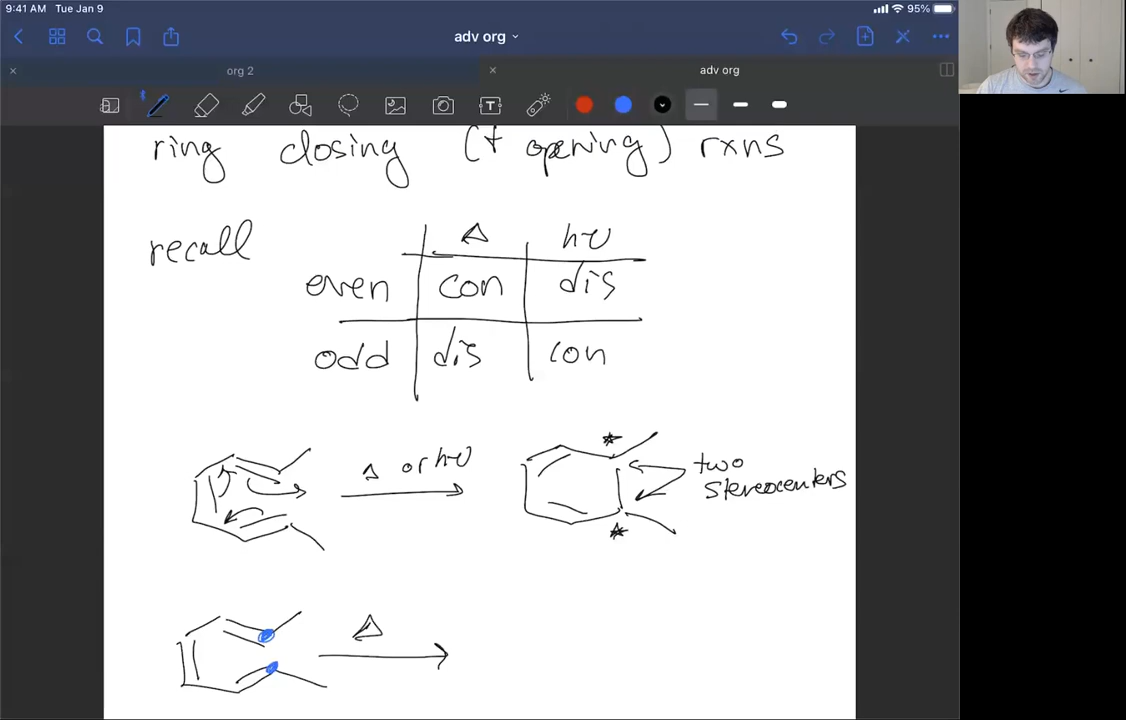 9:41 AM Tue Jan 9
95%
adv org
org 2
adv org
T
ring closing (+ opening) rxns
recall
Δ hν
even con dis
odd dis con
Δ or hν
two
stereocenters
Δ